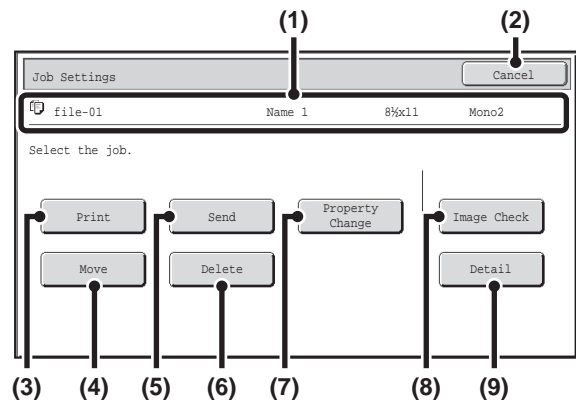 (1) (2)
Job Settings Cancel
file-01 Name 1 8½x11 Mono2
Select the job.
(3) Print Send Property Change (8) Image Check
Move Delete Detail
(4) (5) (6) (7) (9)